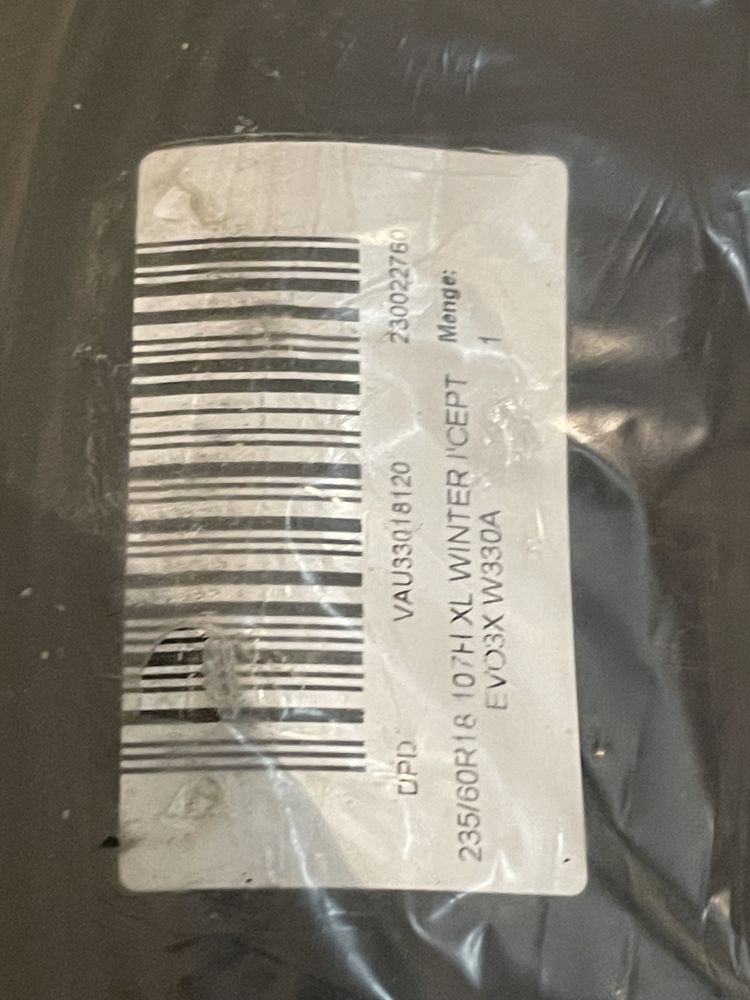 DPD VAU33018120 230022760
235/60R18 107H XL WINTER I'CEPT Menge:
EVO3X W330A 1